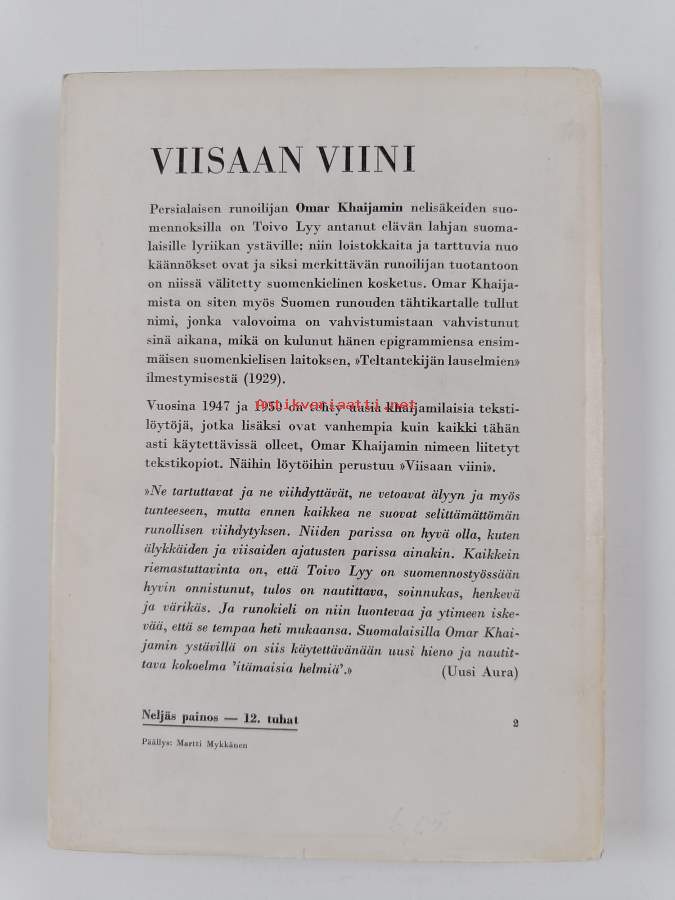 VIISAAN VIINI
Persialaisen runoilijan Omar Khaijamin nelisäkeiden suo-
mennoksilla on Toivo Lyy antanut elävän lahjan suoma-
laisille lyriikan ystäville: niin loistokkaita ja tarttuvia nuo
käännökset ovat ja siksi merkittävän runoilijan tuotantoon
on niissä välitetty suomenkielinen kosketus. Omar Khaija-
mista on siten myös Suomen runouden tähtikartalle tullut
nimi, jonka valovoima on vahvistumistaan vahvistunut
sinä aikana, mikä on kulunut hänen epigrammiensa ensim-
mäisen suomenkielisen laitoksen, »Teltantekijän lauselmien»
ilmestymisestä (1929).
Antikvariaatti.net
Vuosina 1947 ja 1950 on tehty uusia khaijamilaisia teksti-
löytöjä, jotka lisäksi ovat vanhempia kuin kaikki tähän
asti käytettävissä olleet, Omar Khaijamin nimeen liitetyt
tekstikopiot. Näihin löytöihin perustuu »Viisaan viini».
»Ne tartuttavat ja ne viihdyttävät, ne vetoavat älyyn ja myös
tunteeseen, mutta ennen kaikkea ne suovat selittämättömän
runollisen viihdytyksen. Niiden parissa on hyvä olla, kuten
älykkäiden ja viisaiden ajatusten parissa ainakin. Kaikkein
riemastuttavinta on, että Toivo Lyy on suomennostyössään
hyvin onnistunut, tulos on nautittava, soinnukas, henkevä
ja värikäs. Ja runokieli on niin luontevaa ja ytimeen iske-
vää, että se tempaa heti mukaansa. Suomalaisilla Omar Khai-
jamin ystävillä on siis käytettävänään uusi hieno ja nautit-
tava kokoelma 'itämaisia helmiä'.» (Uusi Aura)
Neljäs painos — 12. tuhat 2
Päällys: Martti Mykkänen